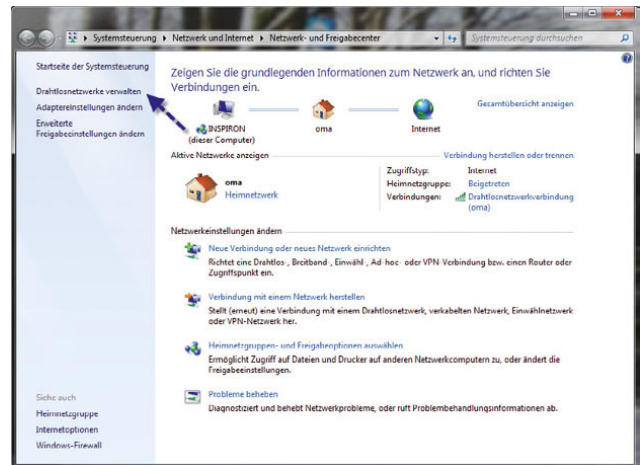 Systemsteuerung ▸ Netzwerk und Internet ▸ Netzwerk- und Freigabecenter
Systemsteuerung durchsuchen
Startseite der Systemsteuerung
Drahtlosnetzwerke verwalten
Adaptereinstellungen ändern
Erweiterte
Freigabeeinstellungen ändern
Zeigen Sie die grundlegenden Informationen zum Netzwerk an, und richten Sie
Verbindungen ein.
Gesamtübersicht anzeigen
INSPIRON
(dieser Computer)
oma
Internet
Aktive Netzwerke anzeigen
Verbindung herstellen oder trennen
oma
Heimnetzwerk
Zugriffstyp: Internet
Heimnetzgruppe: Beigetreten
Verbindungen: Drahtlosnetzwerkverbindung
(oma)
Netzwerkeinstellungen ändern
Neue Verbindung oder neues Netzwerk einrichten
Richtet eine Drahtlos-, Breitband-, Einwähl-, Ad-hoc- oder VPN-Verbindung bzw. einen Router oder
Zugriffspunkt ein.
Verbindung mit einem Netzwerk herstellen
Stellt (erneut) eine Verbindung mit einem Drahtlosnetzwerk, verkabelten Netzwerk, Einwählnetzwerk
oder VPN-Netzwerk her.
Heimnetzgruppen- und Freigabeoptionen auswählen
Ermöglicht Zugriff auf Dateien und Drucker auf anderen Netzwerkcomputern zu, oder ändert die
Freigabeeinstellungen.
Probleme beheben
Diagnostiziert und behebt Netzwerkprobleme, oder ruft Problembehandlungsinformationen ab.
Siehe auch
Heimnetzgruppe
Internetoptionen
Windows-Firewall